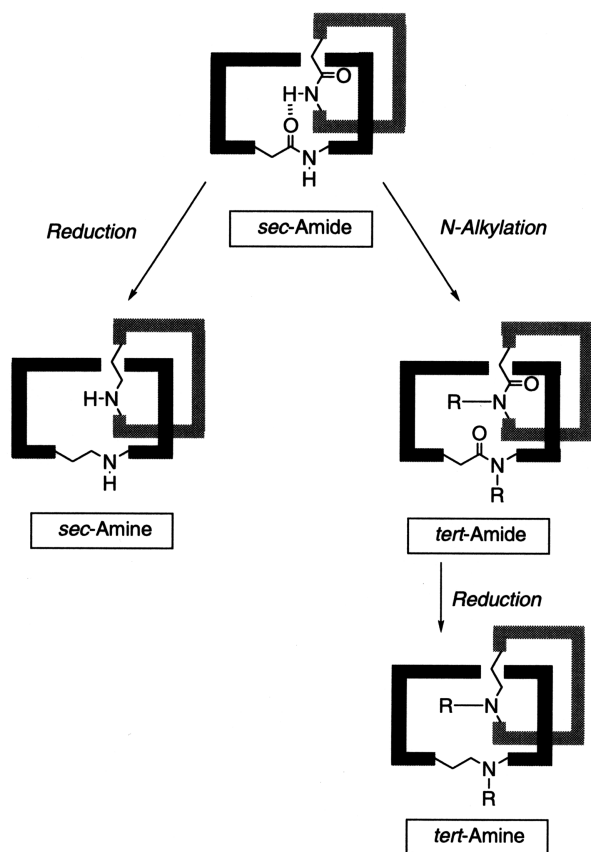 O
H-N
O
N
H
Reduction
sec-Amide
N-Alkylation
H-N
N
H
sec-Amine
O
R—N
O
N
R
tert-Amide
Reduction
R—N
N
R
tert-Amine